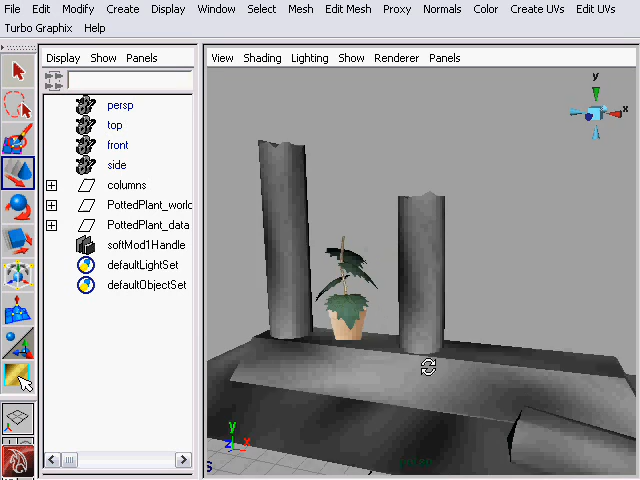 File Edit Modify Create Display Window Select Mesh Edit Mesh Proxy Normals Color Create UVs Edit UVs
Turbo Graphix Help
Display Show Panels
View Shading Lighting Show Renderer Panels
persp
top
front
side
columns
PottedPlant_world
PottedPlant_data
softMod1Handle
defaultLightSet
defaultObjectSet
y
x
y
z x
persp